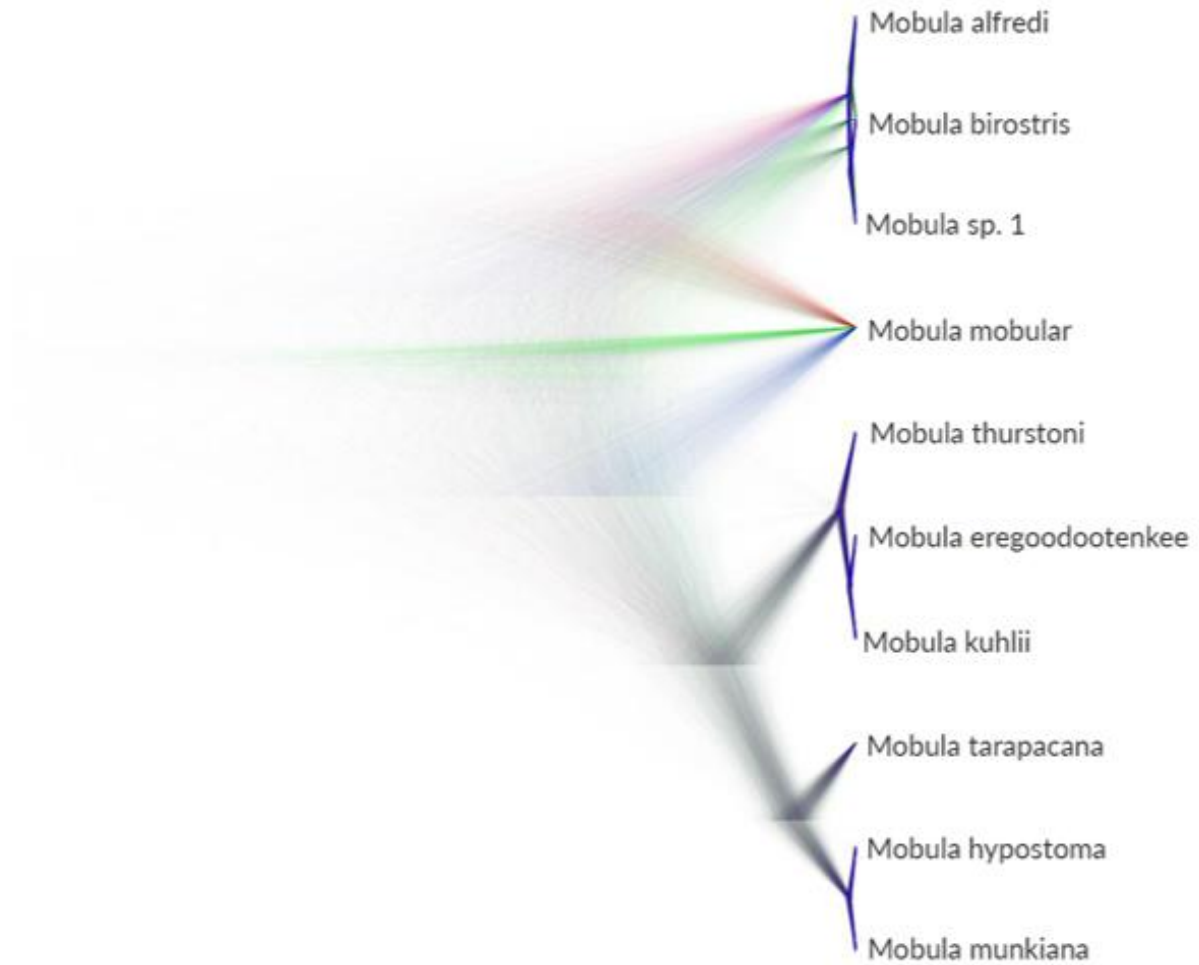 Mobula alfredi
Mobula birostris
Mobula sp. 1
Mobula mobular
Mobula thurstoni
Mobula eregoodootenkee
Mobula kuhlii
Mobula tarapacana
Mobula hypostoma
Mobula munkiana